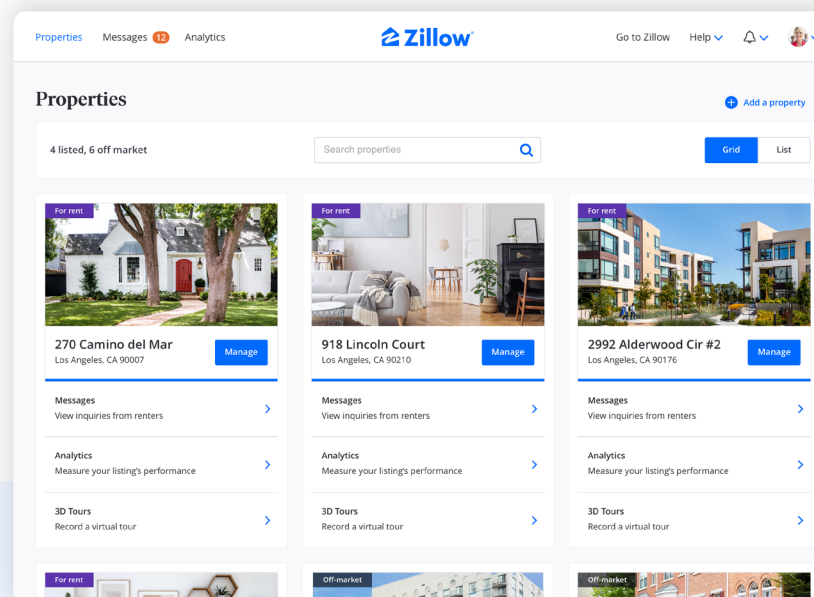 Properties Messages 12 Analytics Zillow Go to Zillow Help
Properties
Add a property
4 listed, 6 off market Search properties Grid List
For rent For rent For rent
270 Camino del Mar
Los Angeles, CA 90007
Manage
918 Lincoln Court
Los Angeles, CA 90210
Manage
2992 Alderwood Cir #2
Los Angeles, CA 90176
Manage
Messages
View inquiries from renters
Messages
View inquiries from renters
Messages
View inquiries from renters
Analytics
Measure your listing's performance
Analytics
Measure your listing's performance
Analytics
Measure your listing's performance
3D Tours
Record a virtual tour
3D Tours
Record a virtual tour
3D Tours
Record a virtual tour
For rent Off-market Off-market